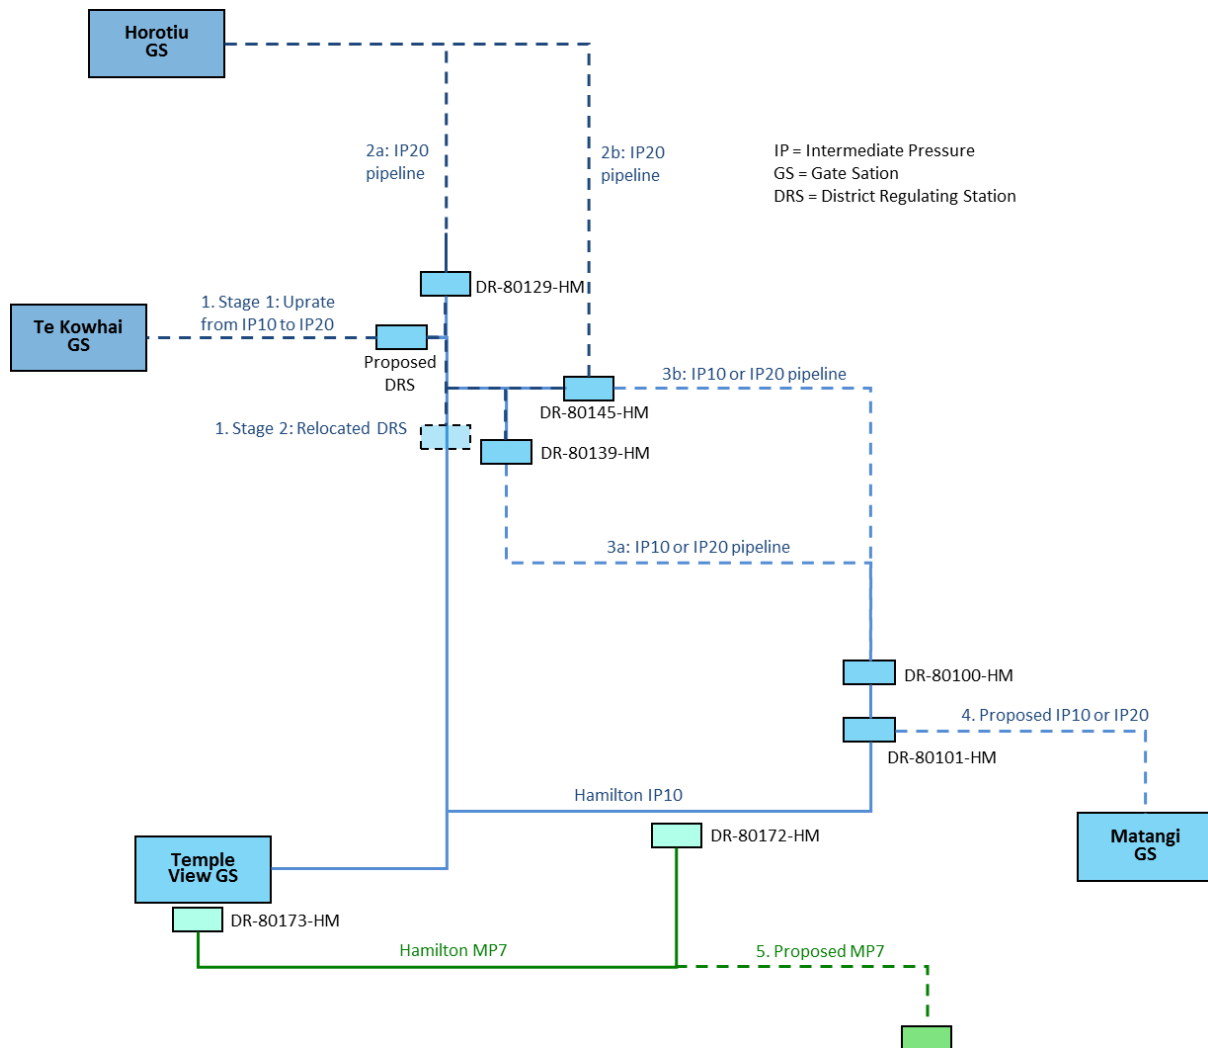 Horotiu
GS
2a: IP20
pipeline
2b: IP20
pipeline
IP = Intermediate Pressure
GS = Gate Sation
DRS = District Regulating Station
DR-80129-HM
1. Stage 1: Uprate
from IP10 to IP20
Te Kowhai
GS
Proposed
DRS
3b: IP10 or IP20 pipeline
DR-80145-HM
1. Stage 2: Relocated DRS
DR-80139-HM
3a: IP10 or IP20 pipeline
DR-80100-HM
4. Proposed IP10 or IP20
DR-80101-HM
Hamilton IP10
DR-80172-HM
Matangi
GS
Temple
View GS
DR-80173-HM
Hamilton MP7
5. Proposed MP7